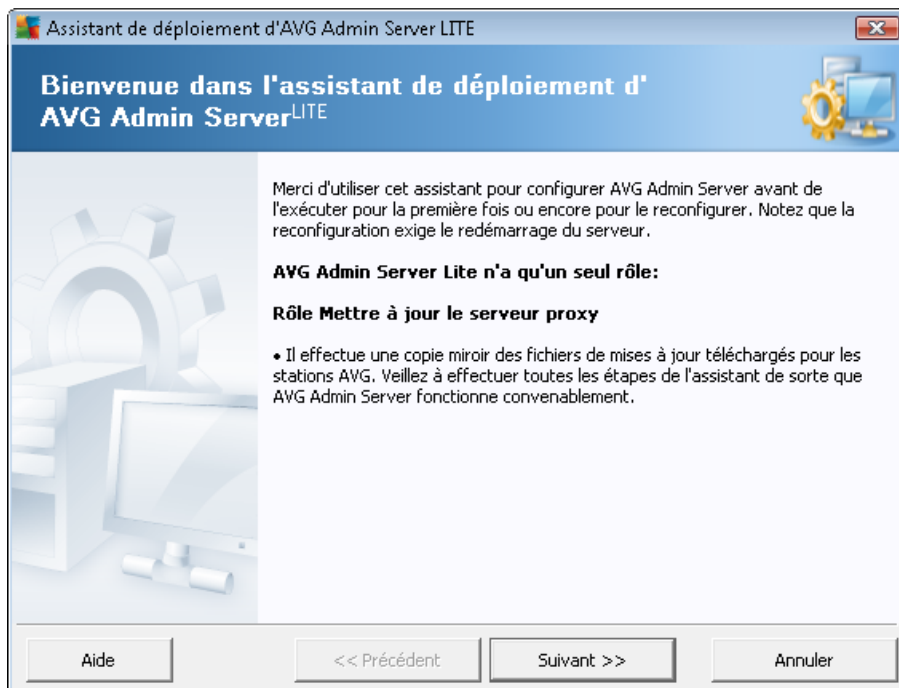 Assistant de déploiement d'AVG Admin Server LITE
Bienvenue dans l'assistant de déploiement d'
AVG Admin Server LITE
Merci d'utiliser cet assistant pour configurer AVG Admin Server avant de
l'exécuter pour la première fois ou encore pour le reconfigurer. Notez que la
reconfiguration exige le redémarrage du serveur.
AVG Admin Server Lite n'a qu'un seul rôle:
Rôle Mettre à jour le serveur proxy
• Il effectue une copie miroir des fichiers de mises à jour téléchargés pour les
stations AVG. Veillez à effectuer toutes les étapes de l'assistant de sorte que
AVG Admin Server fonctionne convenablement.
Aide
<< Précédent
Suivant >>
Annuler